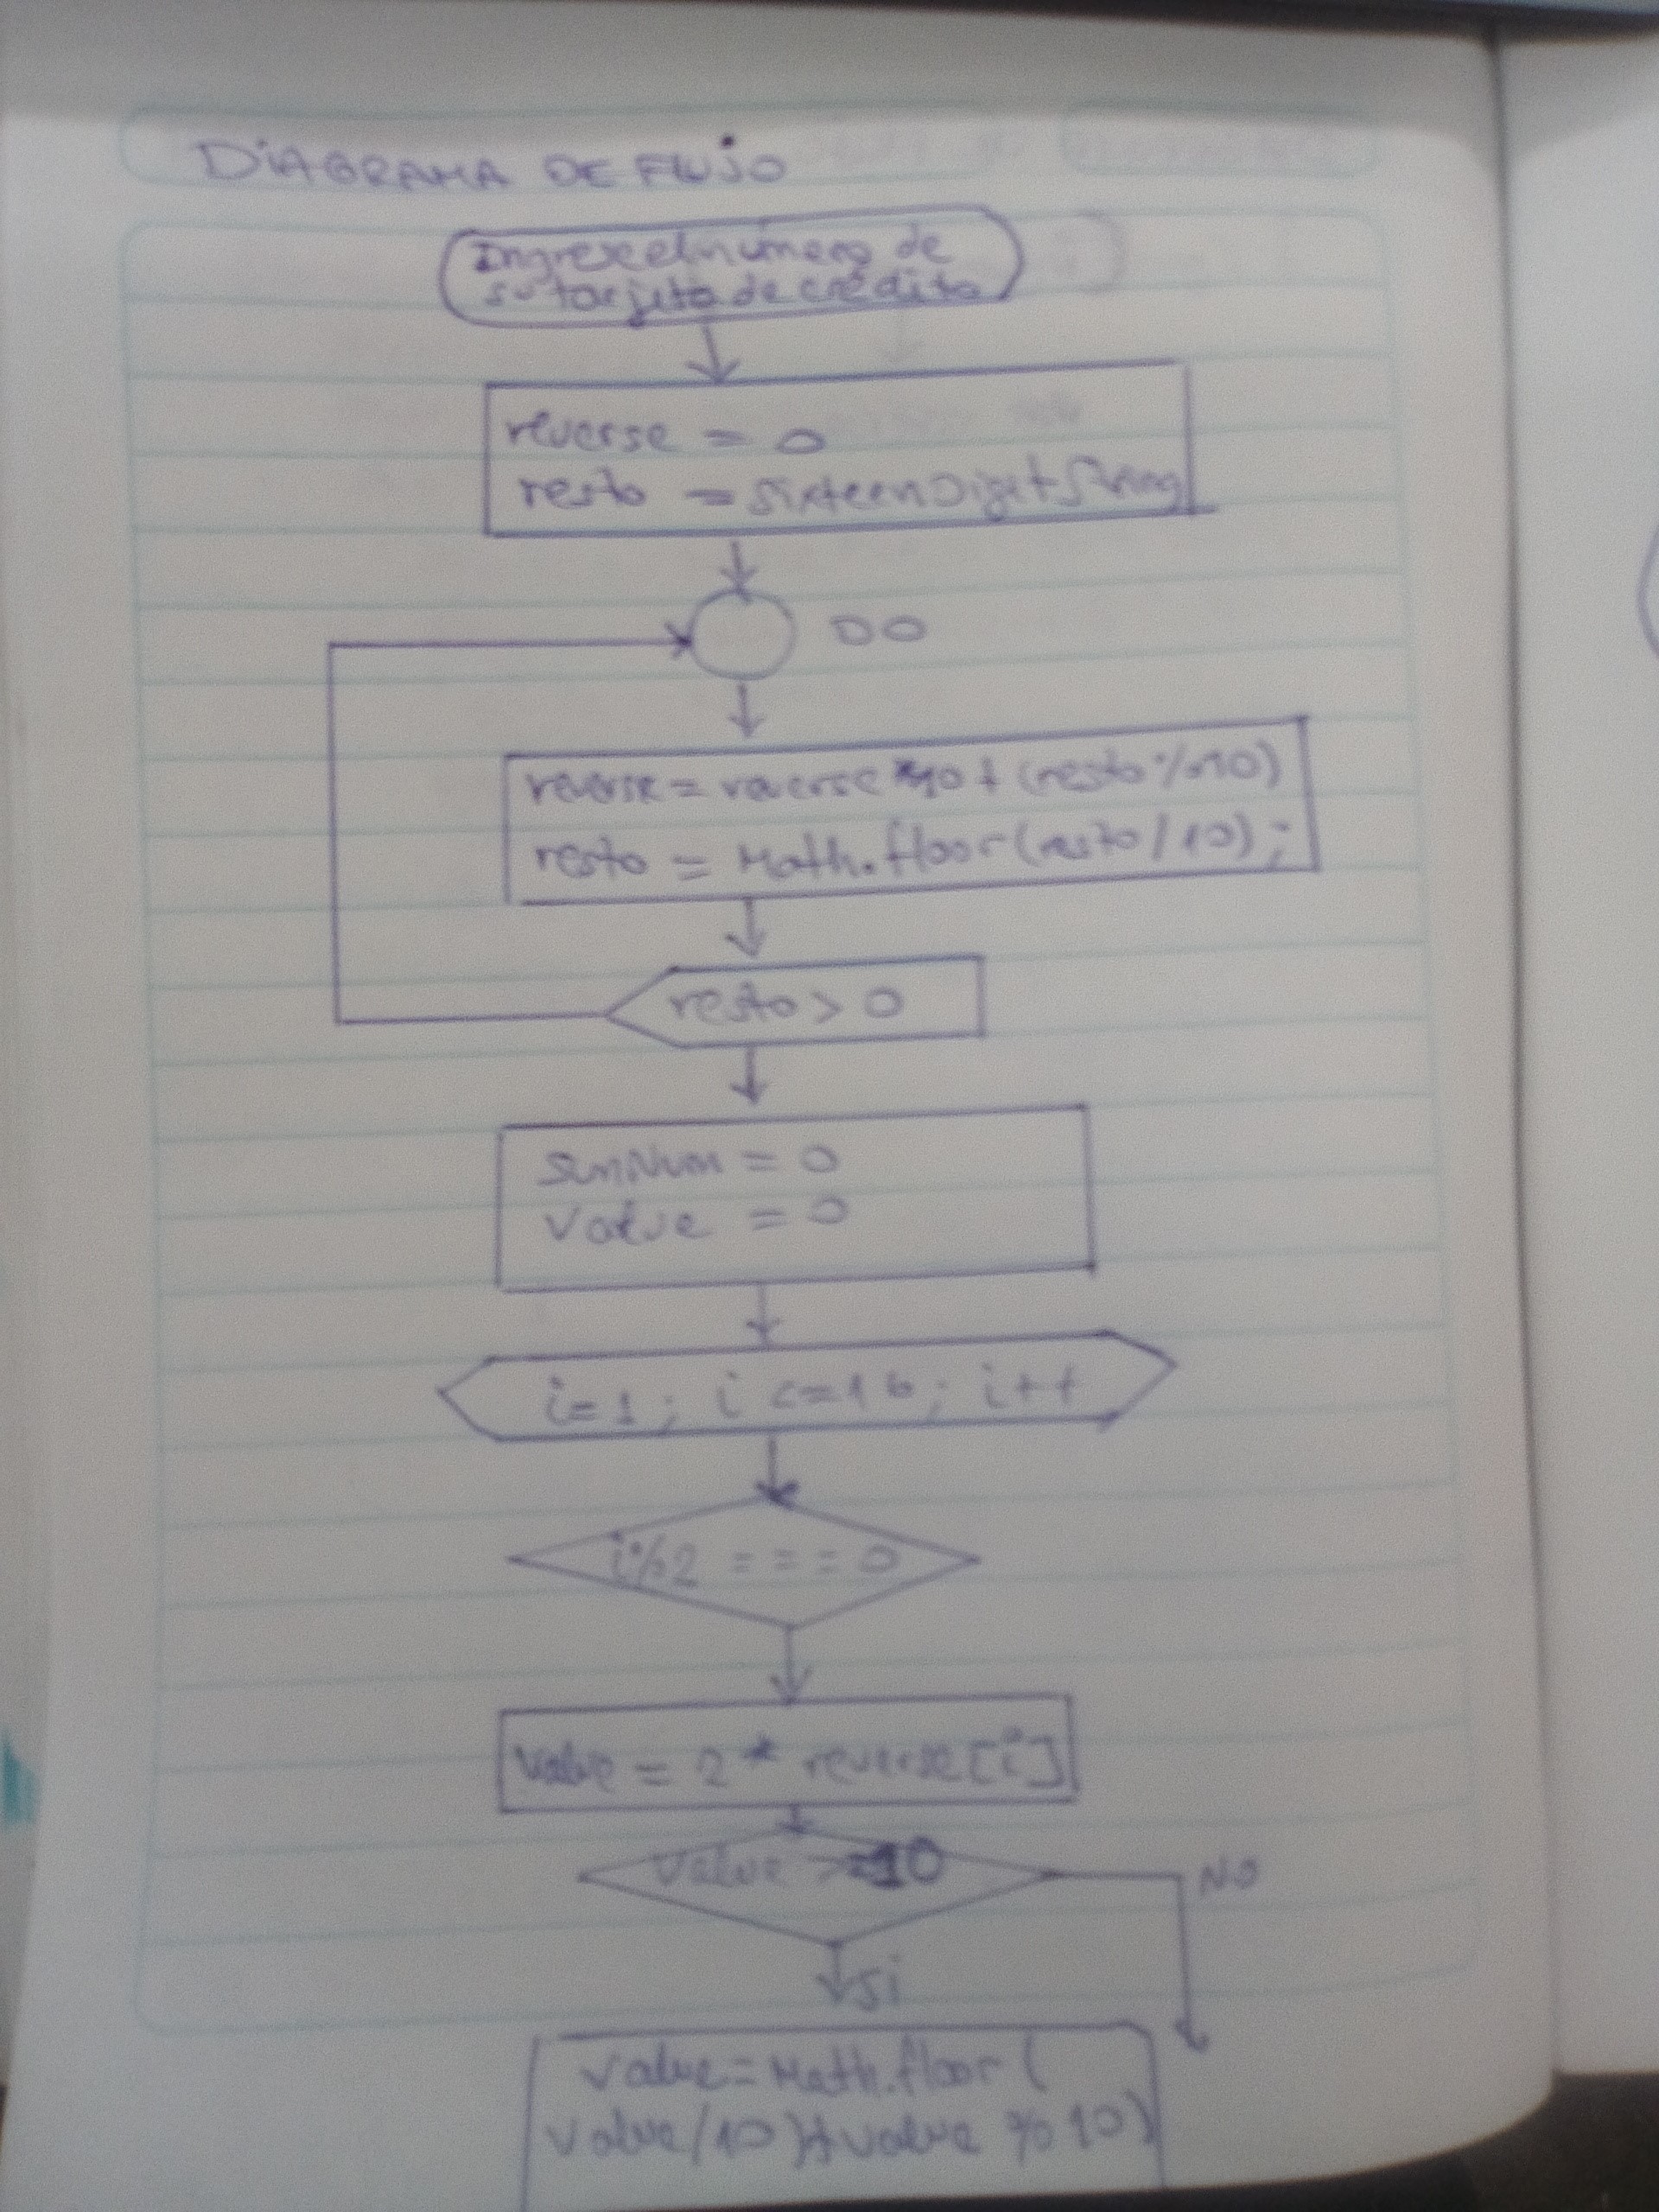 DIAGRAMA DE FLUJO
Ingrese el número de
su tarjeta de crédito
reverse = 0
resto = sixteenDigitString
DO
reverse = reverse *10 + (resto % 10)
resto = Math.floor(resto / 10);
resto > 0
sumNum = 0
Value = 0
i=1; i <=16; i++
i%2 === 0
Value = 2 * reverse[i]
Value >=10
NO
Si
Value = Math.floor(
Value/10)+value % 10)